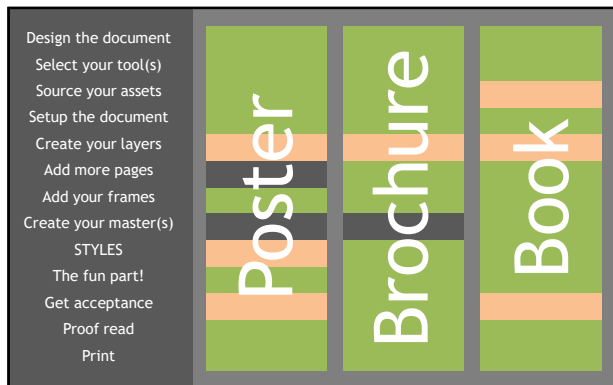 Design the document
Select your tool(s)
Source your assets
Setup the document
Create your layers
Add more pages
Add your frames
Create your master(s)
STYLES
The fun part!
Get acceptance
Proof read
Print
Poster
Brochure
Book